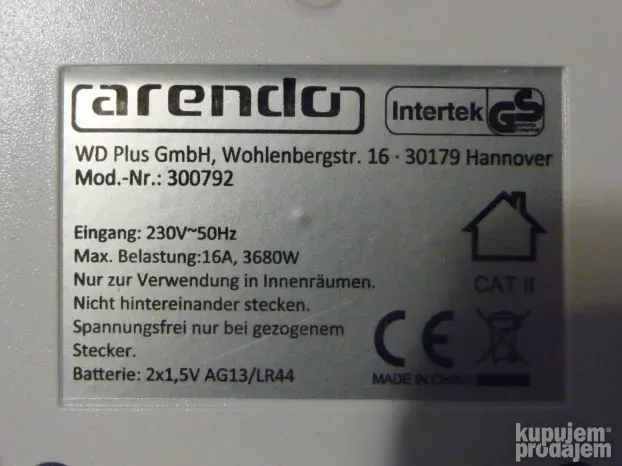 arendo
Intertek GS
WD Plus GmbH, Wohlenbergstr. 16 · 30179 Hannover
Mod.-Nr.: 300792
Eingang: 230V~50Hz
Max. Belastung:16A, 3680W
Nur zur Verwendung in Innenräumen.
CAT II
Nicht hintereinander stecken.
Spannungsfrei nur bei gezogenem
Stecker.
CE
Batterie: 2x1,5V AG13/LR44
MADE IN CHINA
kupujem
prodajem